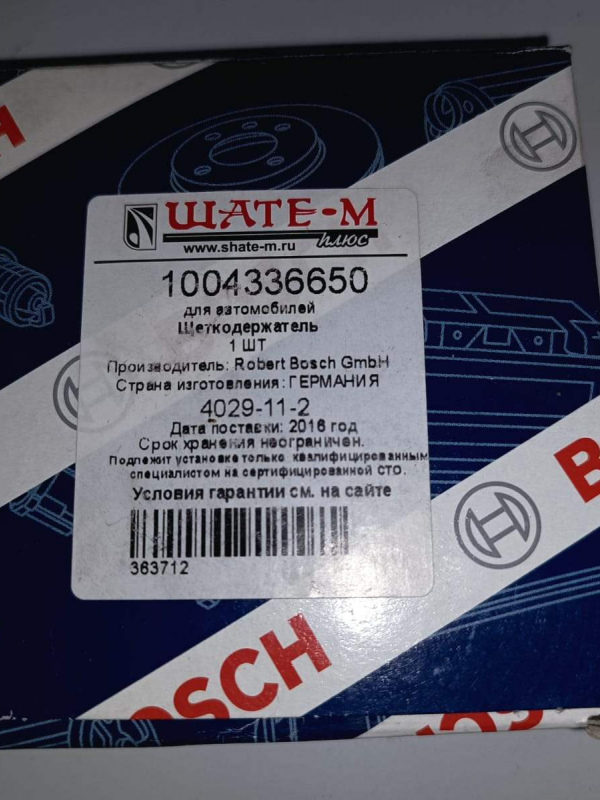 H
ШАТЕ-М
плюс
www.shate-m.ru
1004336650
для автомобилей
Щеткодержатель
1 ШТ
Производитель: Robert Bosch GmbH
Страна изготовления: ГЕРМАНИЯ
4029-11-2
Дата поставки: 2016 год
Срок хранения неограничен.
Подлежит установке только квалифицированным
специалистом на сертифицированной СТО.
Условия гарантии см. на сайте
363712
B
BOSCH
BOSC